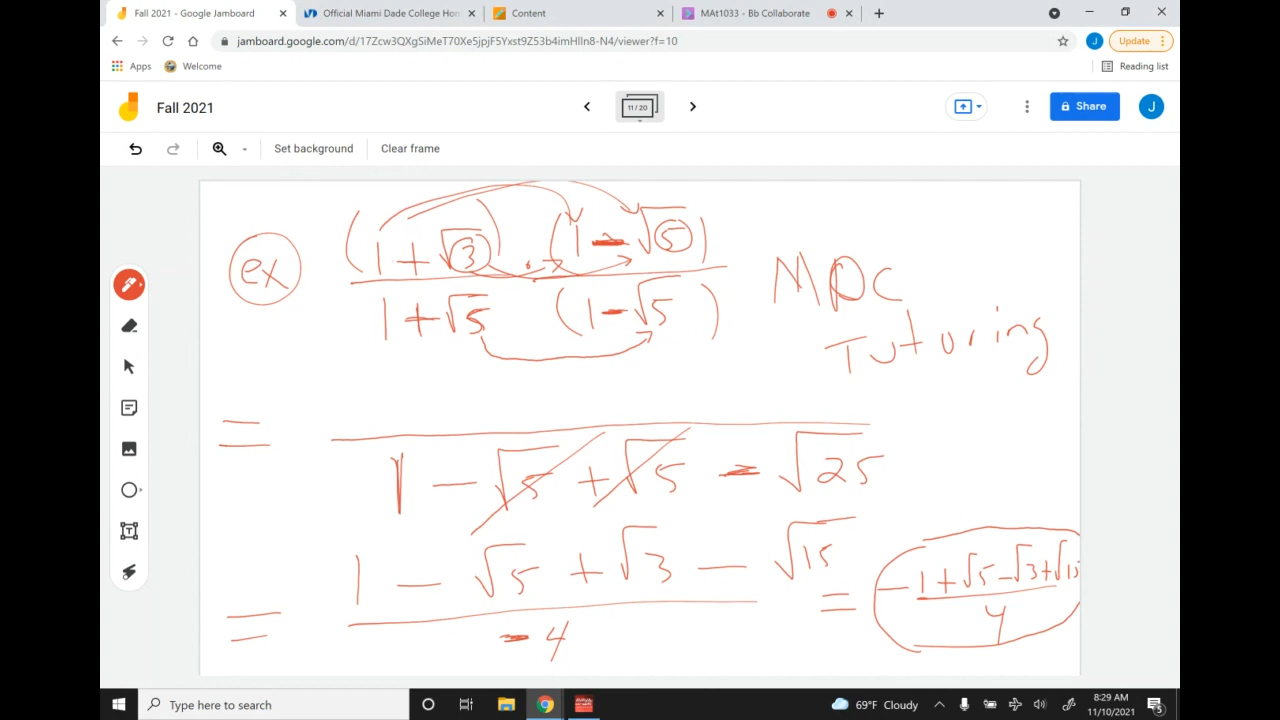 Fall 2021 - Google Jamboard
Official Miami Dade College Hom
Content
MAt1033 - Bb Collaborate
jamboard.google.com/d/17Zcw3QXgSiMeT70Xe5jpjF5Yxst9Z53b4imHlln8-N4/viewer?f=10
Update
Apps
Welcome
Reading list
Fall 2021
11 / 20
Share
J
Set background
Clear frame
ex
(1 + √3) · (1 - √5)
1 + √5 (1 - √5)
MDC
Tutoring
=
1 - √5 + √5 - √25
= 1 - √5 + √3 - √15
-4
= -1 + √5 - √3 + √15
4
Type here to search
69°F Cloudy
8:29 AM
11/10/2021
5